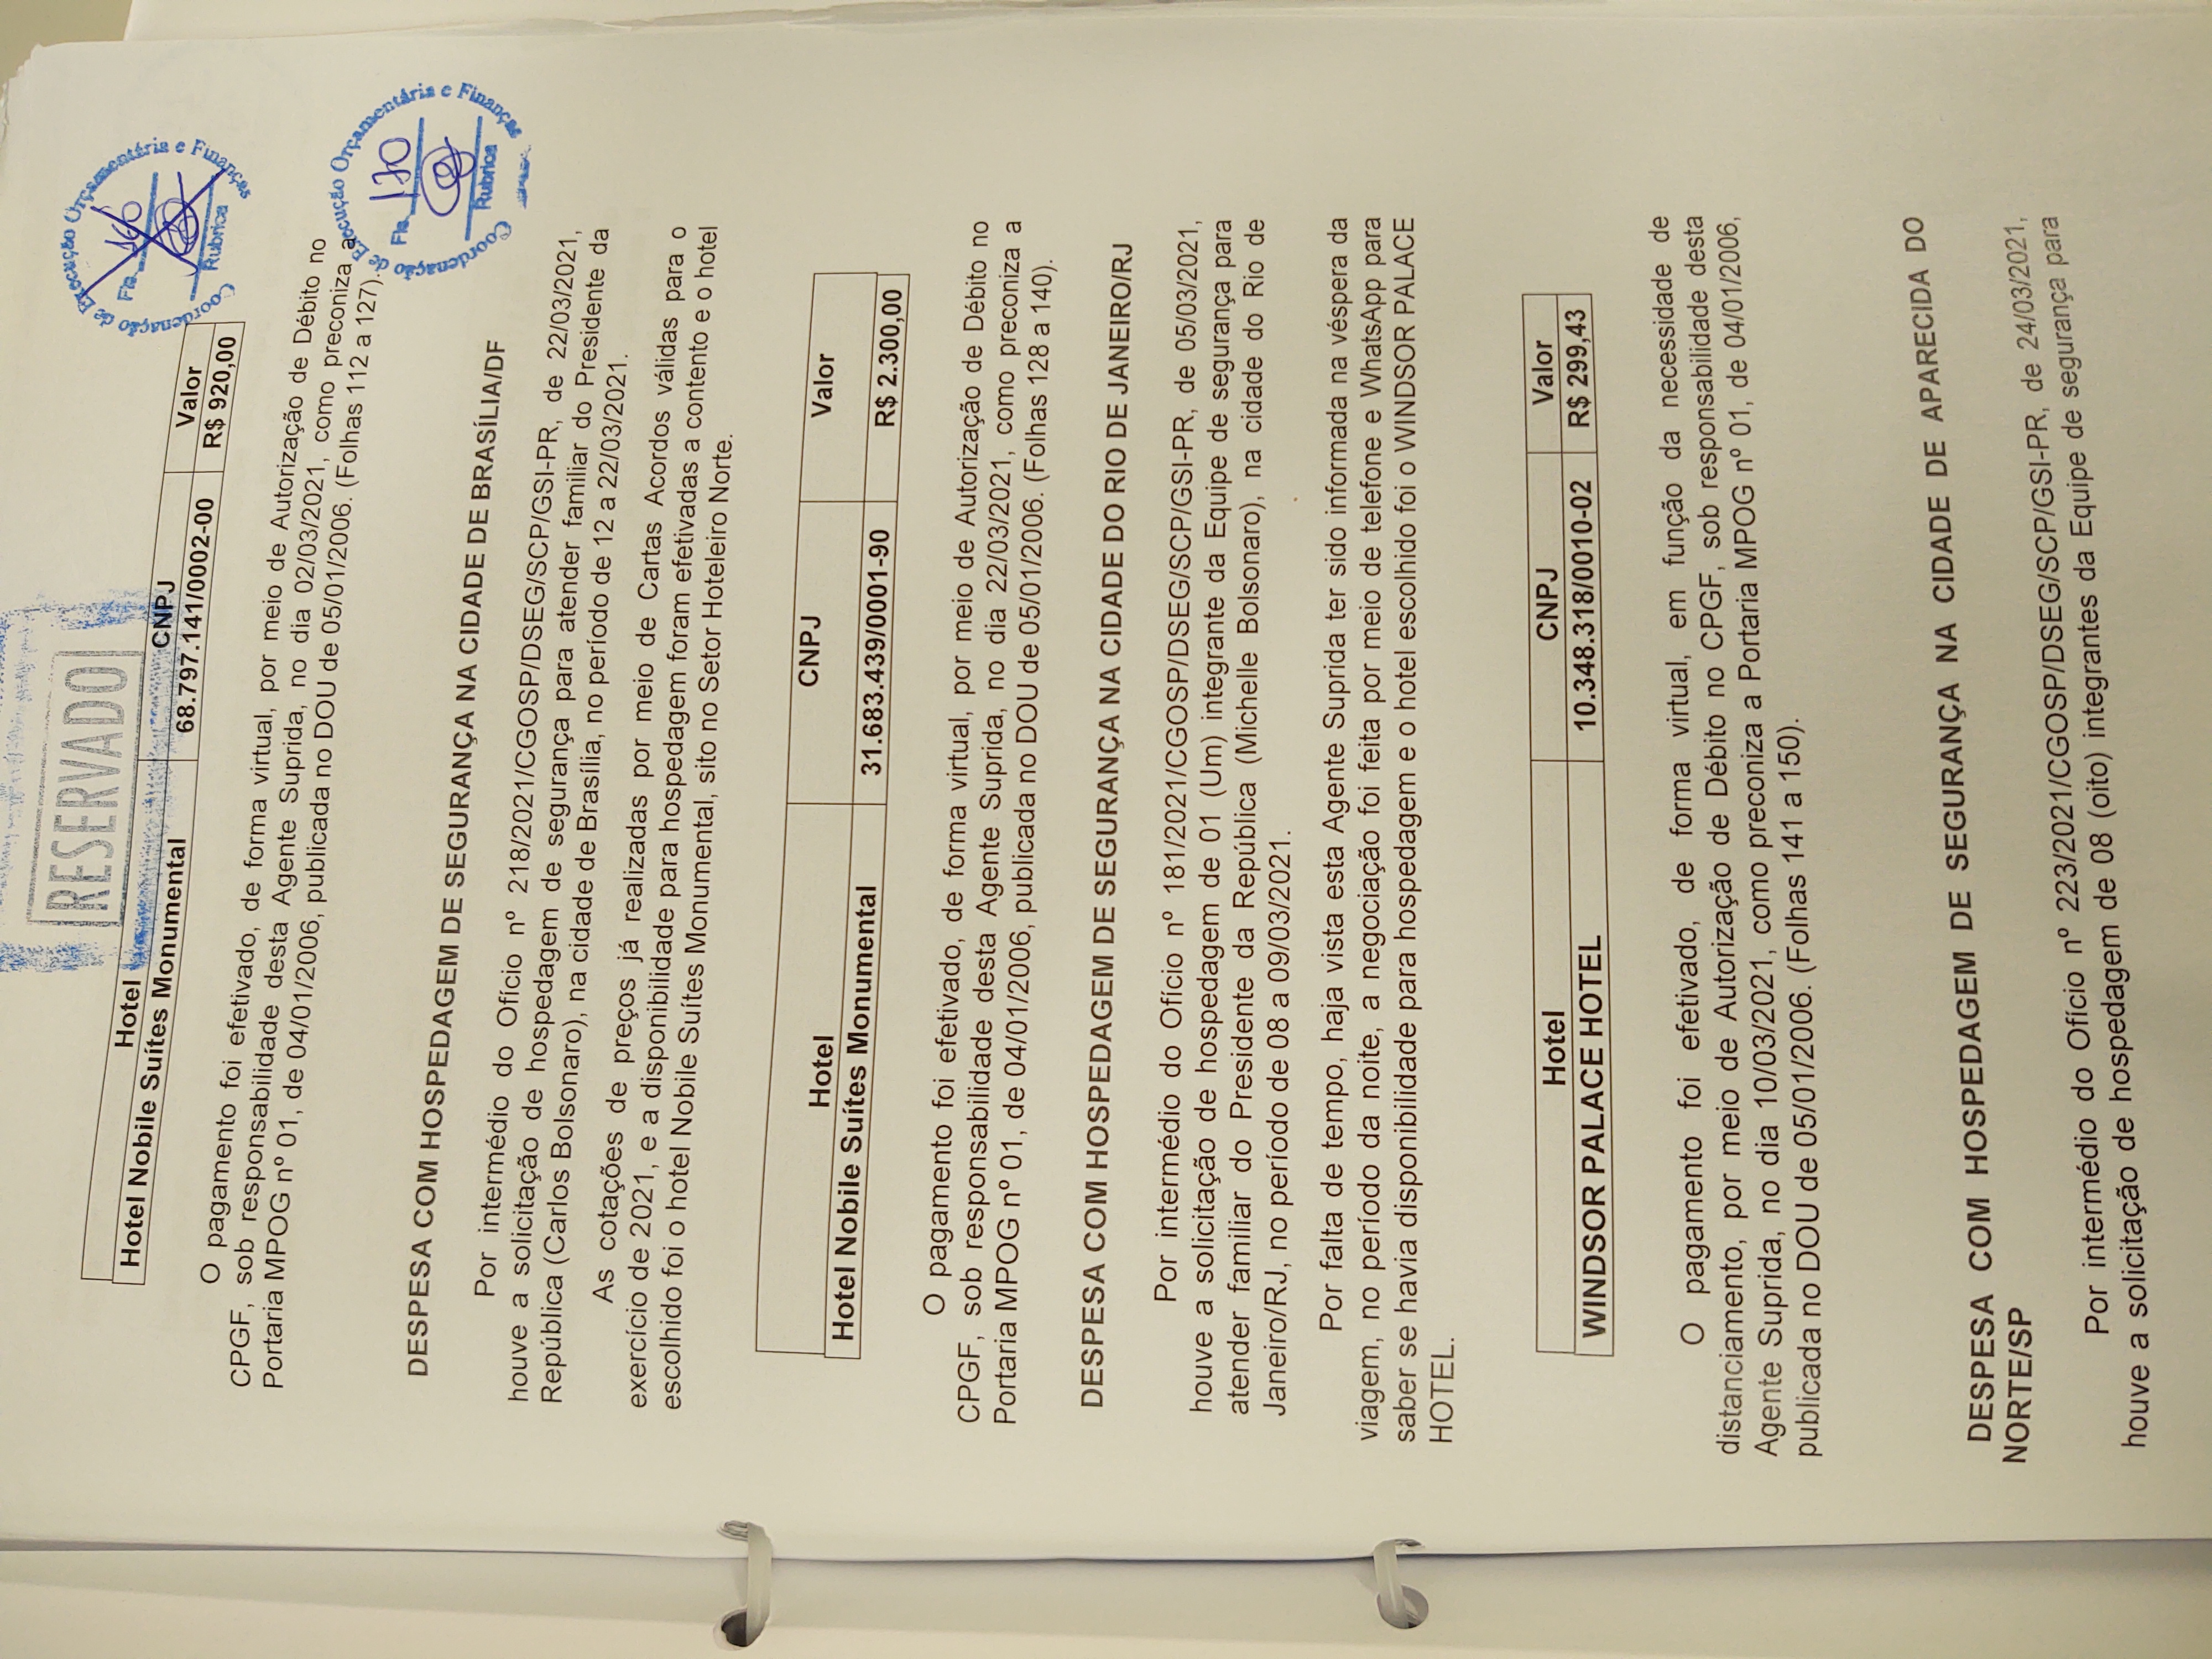 RESERVADO
Coordenação de Execução Orçamentária e Finanças
Fls. 166
Rubrica
Hotel CNPJ Valor
Hotel Nobile Suítes Monumental 68.797.141/0002-00 R$ 920,00
O pagamento foi efetivado, de forma virtual, por meio de Autorização de Débito no
CPGF, sob responsabilidade desta Agente Suprida, no dia 02/03/2021, como preconiza a
Portaria MPOG nº 01, de 04/01/2006, publicada no DOU de 05/01/2006. (Folhas 112 a 127).
Coordenação de Execução Orçamentária e Finanças
Fls. 170
Rubrica
DESPESA COM HOSPEDAGEM DE SEGURANÇA NA CIDADE DE BRASÍLIA/DF
Por intermédio do Ofício nº 218/2021/CGOSP/DSEG/SCP/GSI-PR, de 22/03/2021,
houve a solicitação de hospedagem de segurança para atender familiar do Presidente da
República (Carlos Bolsonaro), na cidade de Brasília, no período de 12 a 22/03/2021.
As cotações de preços já realizadas por meio de Cartas Acordos válidas para o
exercício de 2021, e a disponibilidade para hospedagem foram efetivadas a contento e o hotel
escolhido foi o hotel Nobile Suítes Monumental, sito no Setor Hoteleiro Norte.
Hotel CNPJ Valor
Hotel Nobile Suítes Monumental 31.683.439/0001-90 R$ 2.300,00
O pagamento foi efetivado, de forma virtual, por meio de Autorização de Débito no
CPGF, sob responsabilidade desta Agente Suprida, no dia 22/03/2021, como preconiza a
Portaria MPOG nº 01, de 04/01/2006, publicada no DOU de 05/01/2006. (Folhas 128 a 140).
DESPESA COM HOSPEDAGEM DE SEGURANÇA NA CIDADE DO RIO DE JANEIRO/RJ
Por intermédio do Ofício nº 181/2021/CGOSP/DSEG/SCP/GSI-PR, de 05/03/2021,
houve a solicitação de hospedagem de 01 (Um) integrante da Equipe de segurança para
atender familiar do Presidente da República (Michelle Bolsonaro), na cidade do Rio de
Janeiro/RJ, no período de 08 a 09/03/2021.
Por falta de tempo, haja vista esta Agente Suprida ter sido informada na véspera da
viagem, no período da noite, a negociação foi feita por meio de telefone e WhatsApp para
saber se havia disponibilidade para hospedagem e o hotel escolhido foi o WINDSOR PALACE
HOTEL.
Hotel CNPJ Valor
WINDSOR PALACE HOTEL 10.348.318/0010-02 R$ 299,43
O pagamento foi efetivado, de forma virtual, em função da necessidade de
distanciamento, por meio de Autorização de Débito no CPGF, sob responsabilidade desta
Agente Suprida, no dia 10/03/2021, como preconiza a Portaria MPOG nº 01, de 04/01/2006,
publicada no DOU de 05/01/2006. (Folhas 141 a 150).
DESPESA COM HOSPEDAGEM DE SEGURANÇA NA CIDADE DE APARECIDA DO
NORTE/SP
Por intermédio do Ofício nº 223/2021/CGOSP/DSEG/SCP/GSI-PR, de 24/03/2021,
houve a solicitação de hospedagem de 08 (oito) integrantes da Equipe de segurança para